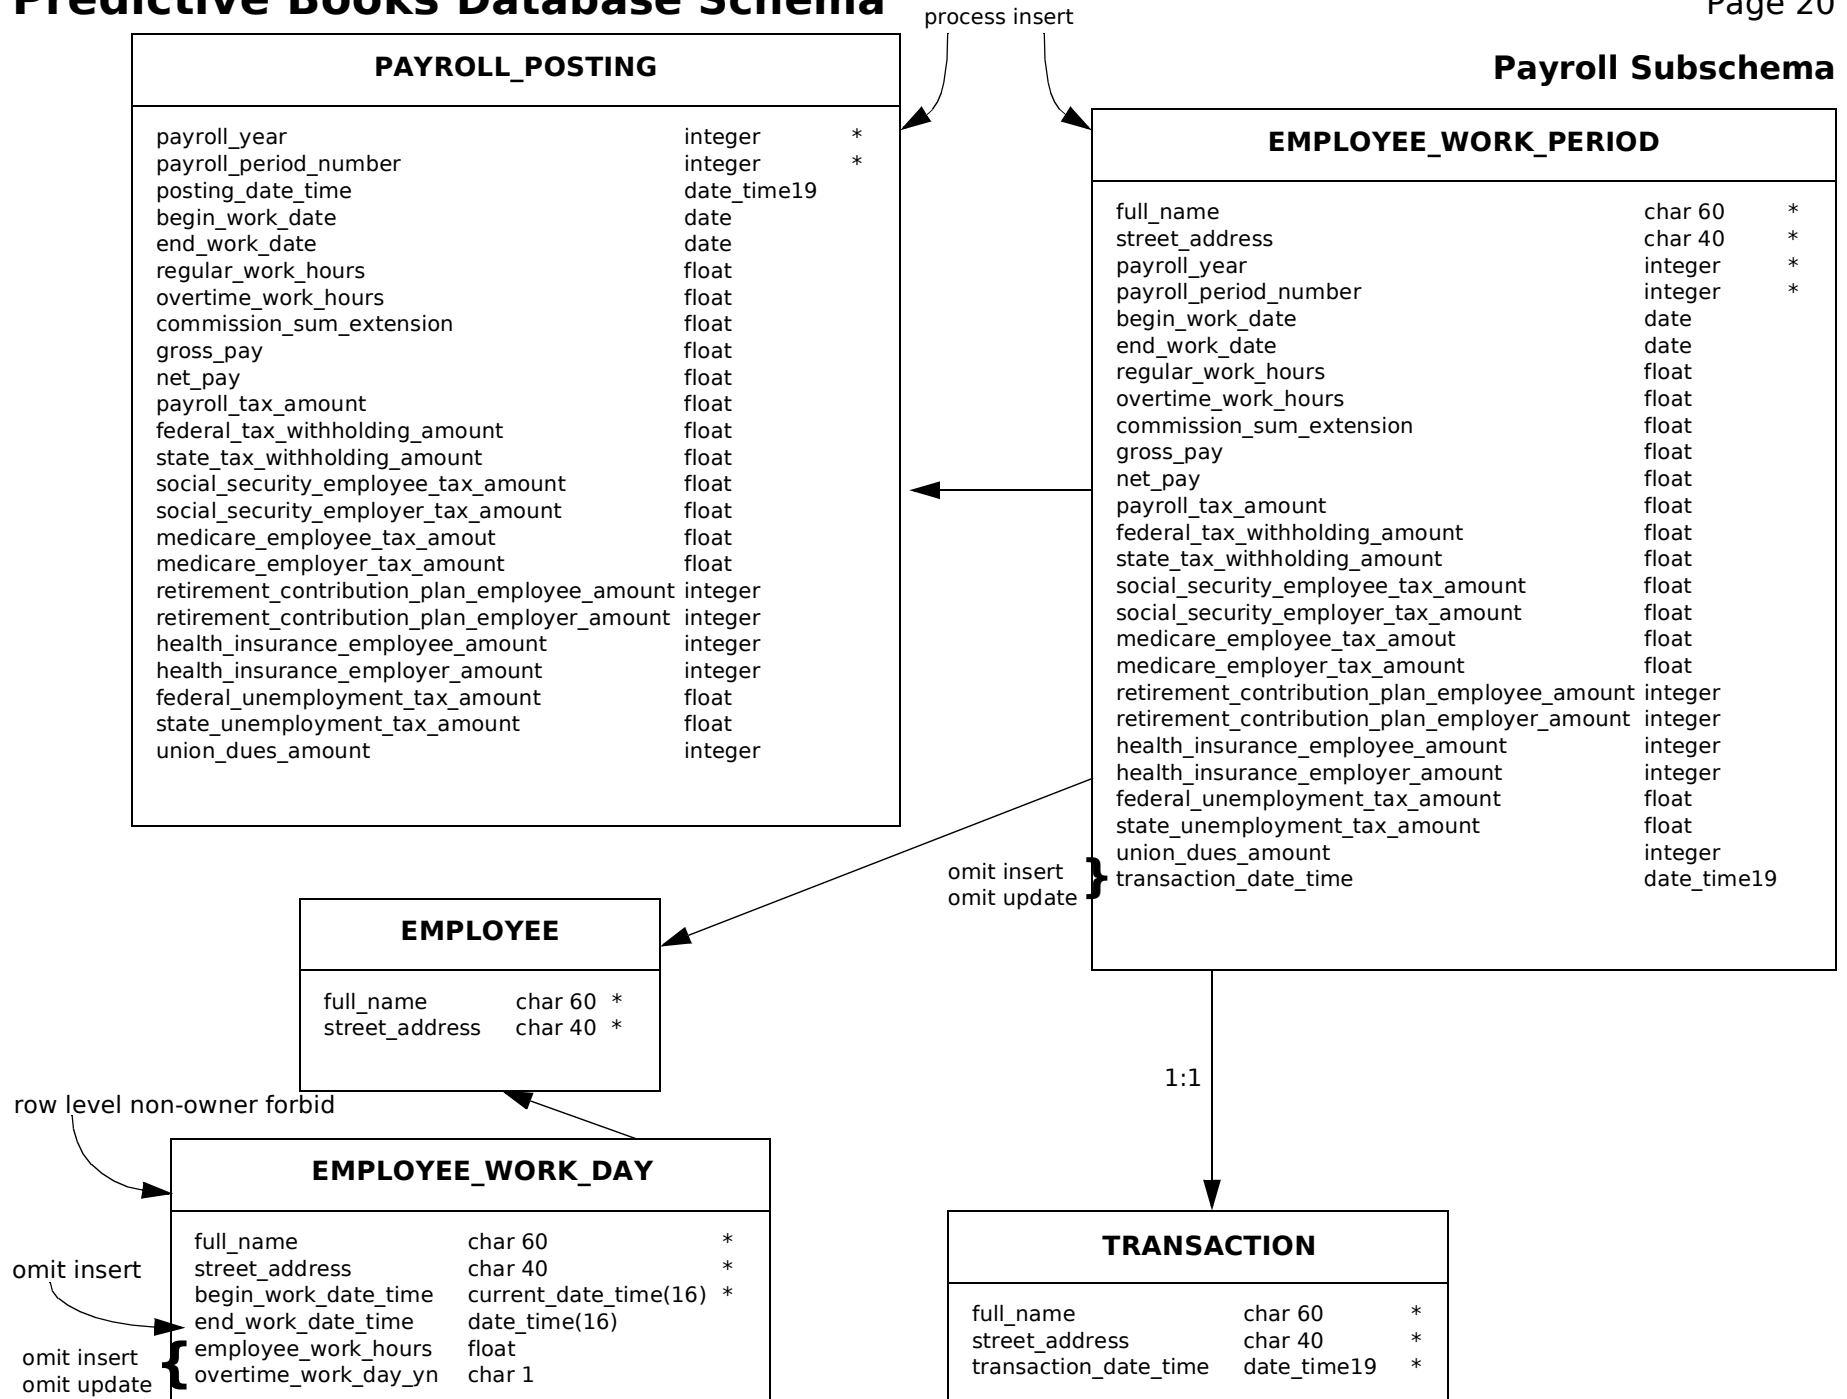 Predictive Books Database Schema
Page 20
process insert
Payroll Subschema
PAYROLL_POSTING
payroll_year integer *
payroll_period_number integer *
posting_date_time date_time19
begin_work_date date
end_work_date date
regular_work_hours float
overtime_work_hours float
commission_sum_extension float
gross_pay float
net_pay float
payroll_tax_amount float
federal_tax_withholding_amount float
state_tax_withholding_amount float
social_security_employee_tax_amount float
social_security_employer_tax_amount float
medicare_employee_tax_amout float
medicare_employer_tax_amount float
retirement_contribution_plan_employee_amount integer
retirement_contribution_plan_employer_amount integer
health_insurance_employee_amount integer
health_insurance_employer_amount integer
federal_unemployment_tax_amount float
state_unemployment_tax_amount float
union_dues_amount integer
EMPLOYEE_WORK_PERIOD
full_name char 60 *
street_address char 40 *
payroll_year integer *
payroll_period_number integer *
begin_work_date date
end_work_date date
regular_work_hours float
overtime_work_hours float
commission_sum_extension float
gross_pay float
net_pay float
payroll_tax_amount float
federal_tax_withholding_amount float
state_tax_withholding_amount float
social_security_employee_tax_amount float
social_security_employer_tax_amount float
medicare_employee_tax_amout float
medicare_employer_tax_amount float
retirement_contribution_plan_employee_amount integer
retirement_contribution_plan_employer_amount integer
health_insurance_employee_amount integer
health_insurance_employer_amount integer
federal_unemployment_tax_amount float
state_unemployment_tax_amount float
union_dues_amount integer
transaction_date_time date_time19
omit insert
omit update }
EMPLOYEE
full_name char 60 *
street_address char 40 *
1:1
row level non-owner forbid
EMPLOYEE_WORK_DAY
full_name char 60 *
street_address char 40 *
begin_work_date_time current_date_time(16) *
end_work_date_time date_time(16)
employee_work_hours float
overtime_work_day_yn char 1
omit insert
omit insert
omit update {
TRANSACTION
full_name char 60 *
street_address char 40 *
transaction_date_time date_time19 *